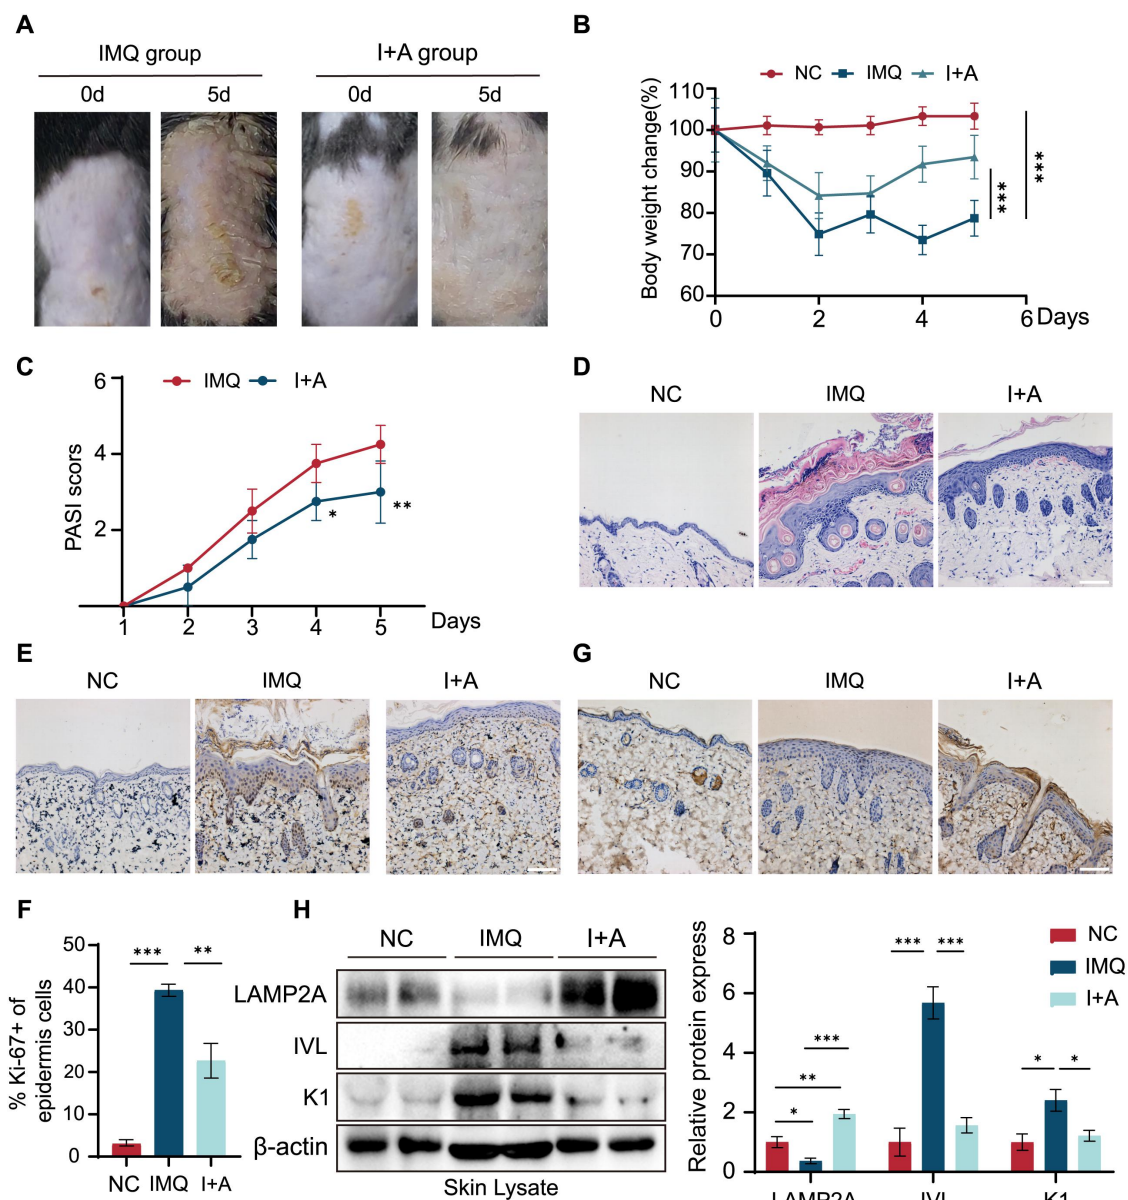 A
IMQ group
I+A group
0d
5d
0d
5d
B
NC
IMQ
I+A
Body weight change(%)
110
100
90
80
70
60
0
2
4
6
Days
***
***
C
IMQ
I+A
PASI scors
6
4
2
1
2
3
4
5
Days
*
**
D
NC
IMQ
I+A
E
NC
IMQ
I+A
G
NC
IMQ
I+A
F
% Ki-67+ of
epidermis cells
50
40
30
20
10
0
***
**
NC
IMQ
I+A
H
NC
IMQ
I+A
LAMP2A
IVL
K1
β-actin
Skin Lysate
Relative protein express
8
6
4
2
0
NC
IMQ
I+A
*
**
***
***
***
*
*
LAMP2A
IVL
K1